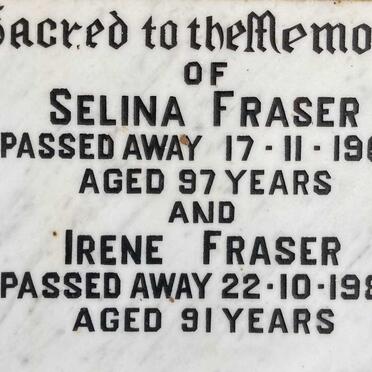 Sacred to the Memo
OF
SELINA FRASER
PASSED AWAY 17-11-19
AGED 97 YEARS
AND
IRENE FRASER
PASSED AWAY 22-10-198
AGED 91 YEARS